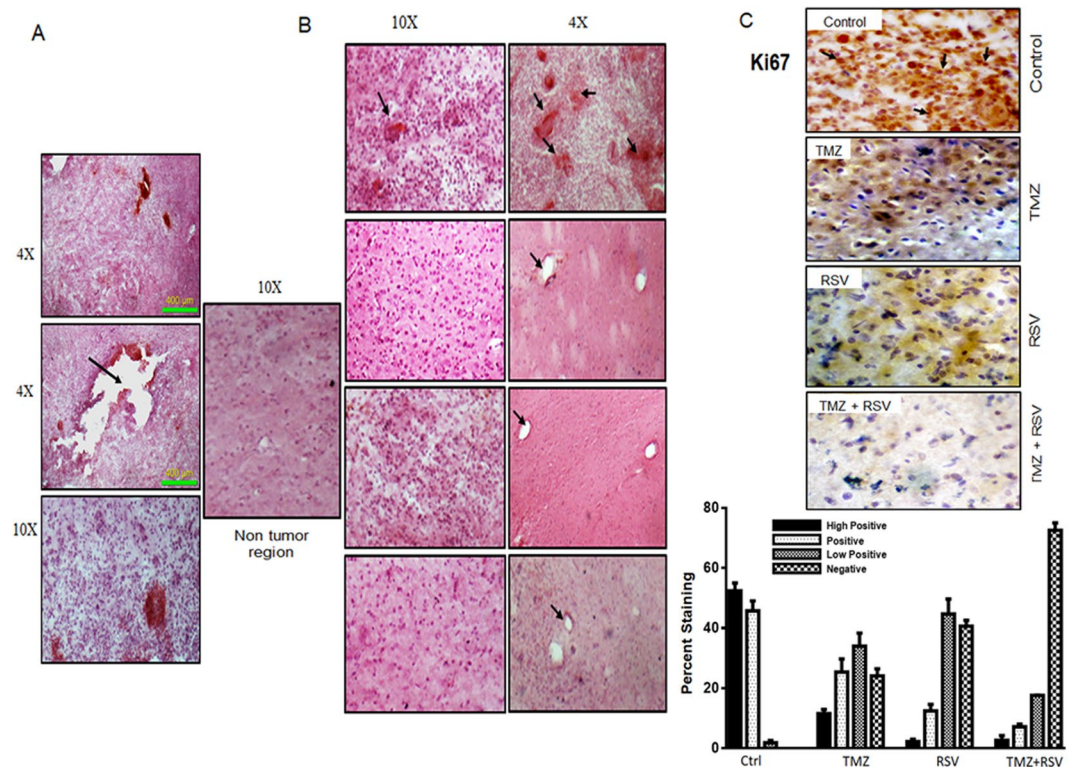 A
4X
400 um
4X
400 um
10X
10X
Non tumor
region
B
10X
4X
C
Ki67
Control
Control
TMZ
TMZ
RSV
RSV
TMZ + RSV
TMZ + RSV
80
60
40
20
0
Percent Staining
High Positive
Positive
Low Positive
Negative
Ctrl
TMZ
RSV
TMZ+RSV